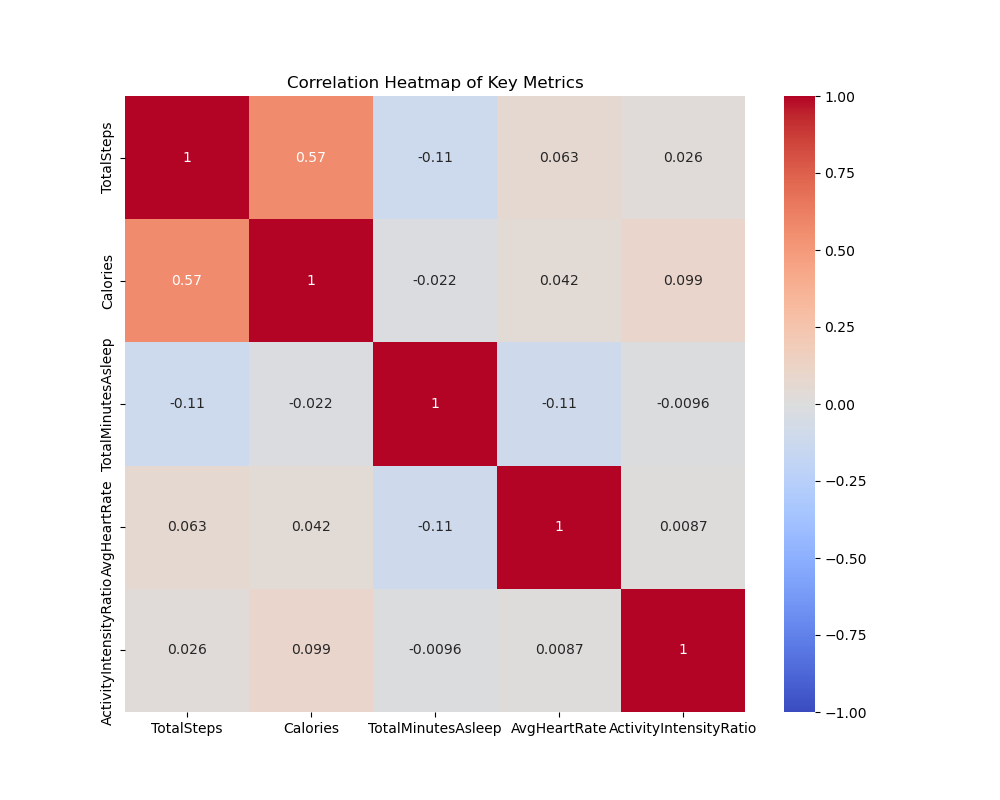 Correlation Heatmap of Key Metrics
TotalSteps 1 0.57 -0.11 0.063 0.026
Calories 0.57 1 -0.022 0.042 0.099
TotalMinutesAsleep -0.11 -0.022 1 -0.11 -0.0096
AvgHeartRate 0.063 0.042 -0.11 1 0.0087
ActivityIntensityRatio 0.026 0.099 -0.0096 0.0087 1
TotalSteps Calories TotalMinutesAsleep AvgHeartRate ActivityIntensityRatio
1.00
0.75
0.50
0.25
0.00
−0.25
−0.50
−0.75
−1.00